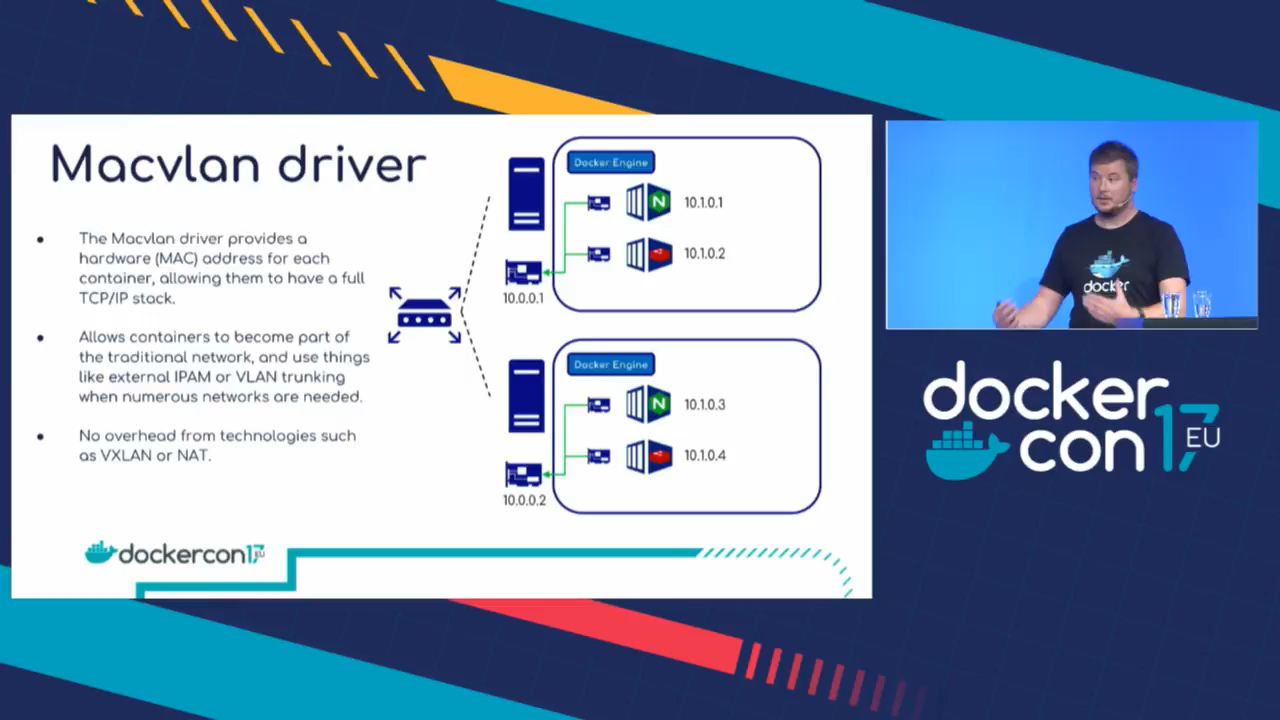 Macvlan driver
The Macvlan driver provides a
hardware (MAC) address for each
container, allowing them to have a full
TCP/IP stack.
Allows containers to become part of
the traditional network, and use things
like external IPAM or VLAN trunking
when numerous networks are needed.
No overhead from technologies such
as VXLAN or NAT.
Docker Engine
N
10.1.0.1
10.1.0.2
10.0.0.1
Docker Engine
N
10.1.0.3
10.1.0.4
10.0.0.2
dockercon17
EU
docker
docker
con 17 EU